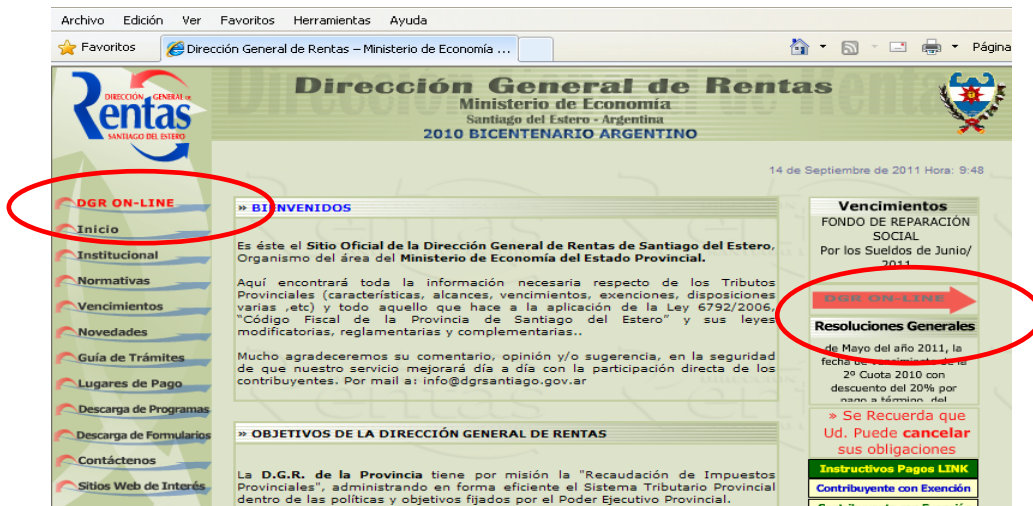 Archivo Edición Ver Favoritos Herramientas Ayuda
Favoritos
Dirección General de Rentas – Ministerio de Economía ...
Página
DIRECCIÓN GENERAL DE
Rentas
SANTIAGO DEL ESTERO
Dirección General de Rentas
Ministerio de Economía
Santiago del Estero - Argentina
2010 BICENTENARIO ARGENTINO
14 de Septiembre de 2011 Hora: 9:48
DGR ON-LINE
Inicio
Institucional
Normativas
Vencimientos
Novedades
Guía de Trámites
Lugares de Pago
Descarga de Programas
Descarga de Formularios
Contáctenos
Sitios Web de Interés
» BIENVENIDOS
Es éste el Sitio Oficial de la Dirección General de Rentas de Santiago del Estero,
Organismo del área del Ministerio de Economía del Estado Provincial.
Aquí encontrará toda la información necesaria respecto de los Tributos
Provinciales (características, alcances, vencimientos, exenciones, disposiciones
varias ,etc) y todo aquello que hace a la aplicación de la Ley 6792/2006,
"Código Fiscal de la Provincia de Santiago del Estero" y sus leyes
modificatorias, reglamentarias y complementarias..
Mucho agradeceremos su comentario, opinión y/o sugerencia, en la seguridad
de que nuestro servicio mejorará día a día con la participación directa de los
contribuyentes. Por mail a: info@dgrsantiago.gov.ar
» OBJETIVOS DE LA DIRECCIÓN GENERAL DE RENTAS
La D.G.R. de la Provincia tiene por misión la "Recaudación de Impuestos
Provinciales", administrando en forma eficiente el Sistema Tributario Provincial
dentro de las políticas y objetivos fijados por el Poder Ejecutivo Provincial.
Vencimientos
FONDO DE REPARACIÓN
SOCIAL
Por los Sueldos de Junio/
2011
DGR ON-LINE
Resoluciones Generales
de Mayo del año 2011, la
fecha de vencimiento de la
2º Cuota 2010 con
descuento del 20% por
pago a término, del
» Se Recuerda que
Ud. Puede cancelar
sus obligaciones
Instructivos Pagos LINK
Contribuyente con Exención